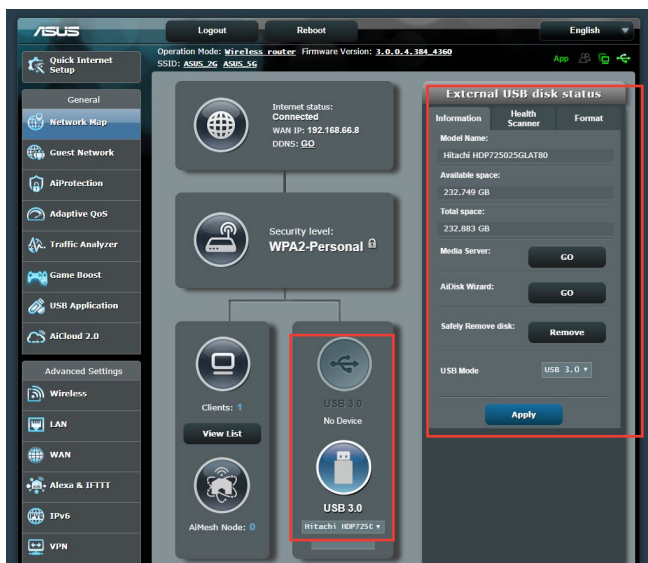 ASUS
Logout
Reboot
English
Operation Mode: Wireless router Firmware Version: 3.0.0.4.384_4360
SSID: ASUS_2G ASUS_5G
App
Quick Internet
Setup
General
Network Map
Guest Network
AiProtection
Adaptive QoS
Traffic Analyzer
Game Boost
USB Application
AiCloud 2.0
Advanced Settings
Wireless
LAN
WAN
Alexa & IFTTT
IPv6
VPN
Internet status:
Connected
WAN IP: 192.168.66.8
DDNS: GO
Security level:
WPA2-Personal
Clients: 1
View List
AiMesh Node: 0
USB 3.0
No Device
USB 3.0
Hitachi HDP725C
External USB disk status
Information
Health
Scanner
Format
Model Name:
Hitachi HDP725025GLAT80
Available space:
232.749 GB
Total space:
232.883 GB
Media Server:
GO
AiDisk Wizard:
GO
Safely Remove disk:
Remove
USB Mode
USB 3.0
Apply